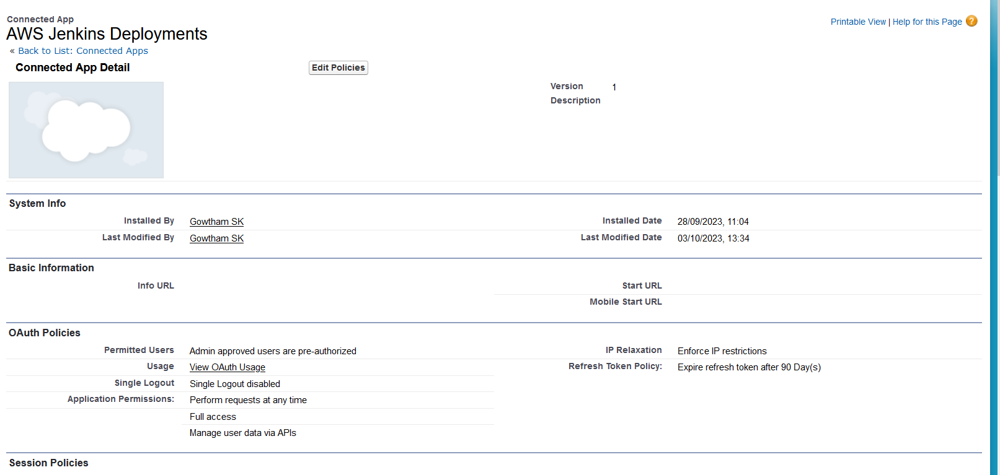 Connected App
AWS Jenkins Deployments
Printable View | Help for this Page ?
« Back to List: Connected Apps
Connected App Detail
Edit Policies
Version 1
Description
System Info
Installed By Gowtham SK Installed Date 28/09/2023, 11:04
Last Modified By Gowtham SK Last Modified Date 03/10/2023, 13:34
Basic Information
Info URL Start URL
Mobile Start URL
OAuth Policies
Permitted Users Admin approved users are pre-authorized IP Relaxation Enforce IP restrictions
Usage View OAuth Usage Refresh Token Policy: Expire refresh token after 90 Day(s)
Single Logout Single Logout disabled
Application Permissions: Perform requests at any time
Full access
Manage user data via APIs
Session Policies